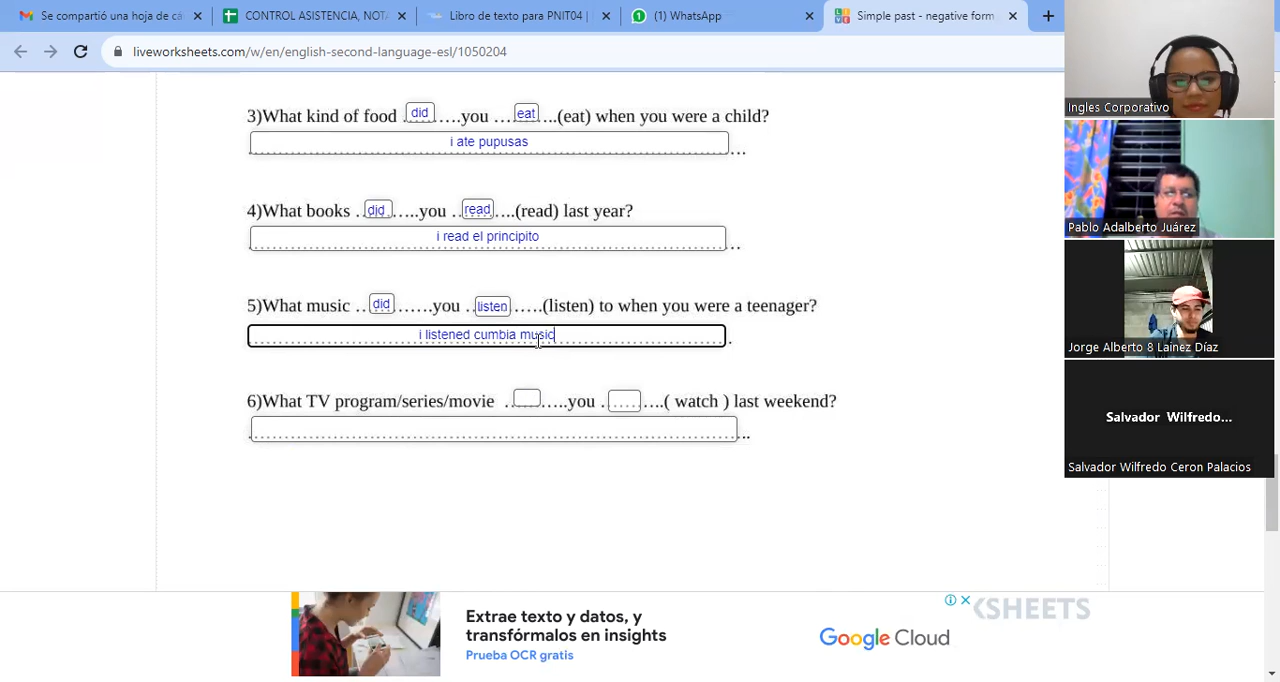 Se compartió una hoja de cá
CONTROL ASISTENCIA, NOTA
Libro de texto para PNIT04 |
(1) WhatsApp
Simple past - negative form
liveworksheets.com/w/en/english-second-language-esl/1050204
3)What kind of food did ….you … eat ….(eat) when you were a child?
i ate pupusas
4)What books … did …..you … read ….(read) last year?
i read el principito
5)What music … did …….you … listen …..(listen) to when you were a teenager?
i listened cumbia music
6)What TV program/series/movie ………..you ………..( watch ) last weekend?
Ingles Corporativo
Pablo Adalberto Juárez
Jorge Alberto 8 Lainez Díaz
Salvador Wilfredo...
Salvador Wilfredo Ceron Palacios
Extrae texto y datos, y
transfórmalos en insights
Prueba OCR gratis
Google Cloud
KSHEETS